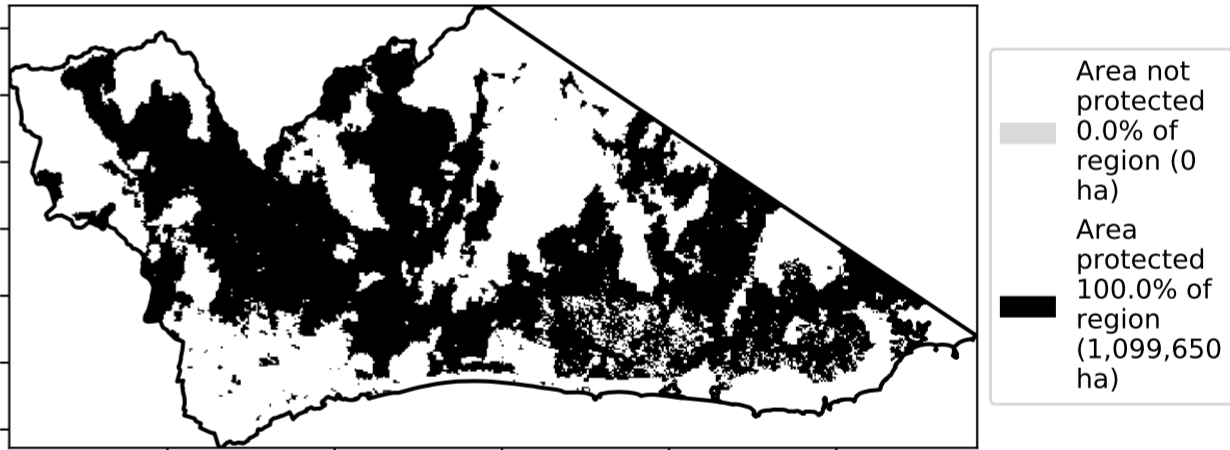 Area not
protected
0.0% of
region (0
ha)
Area
protected
100.0% of
region
(1,099,650
ha)